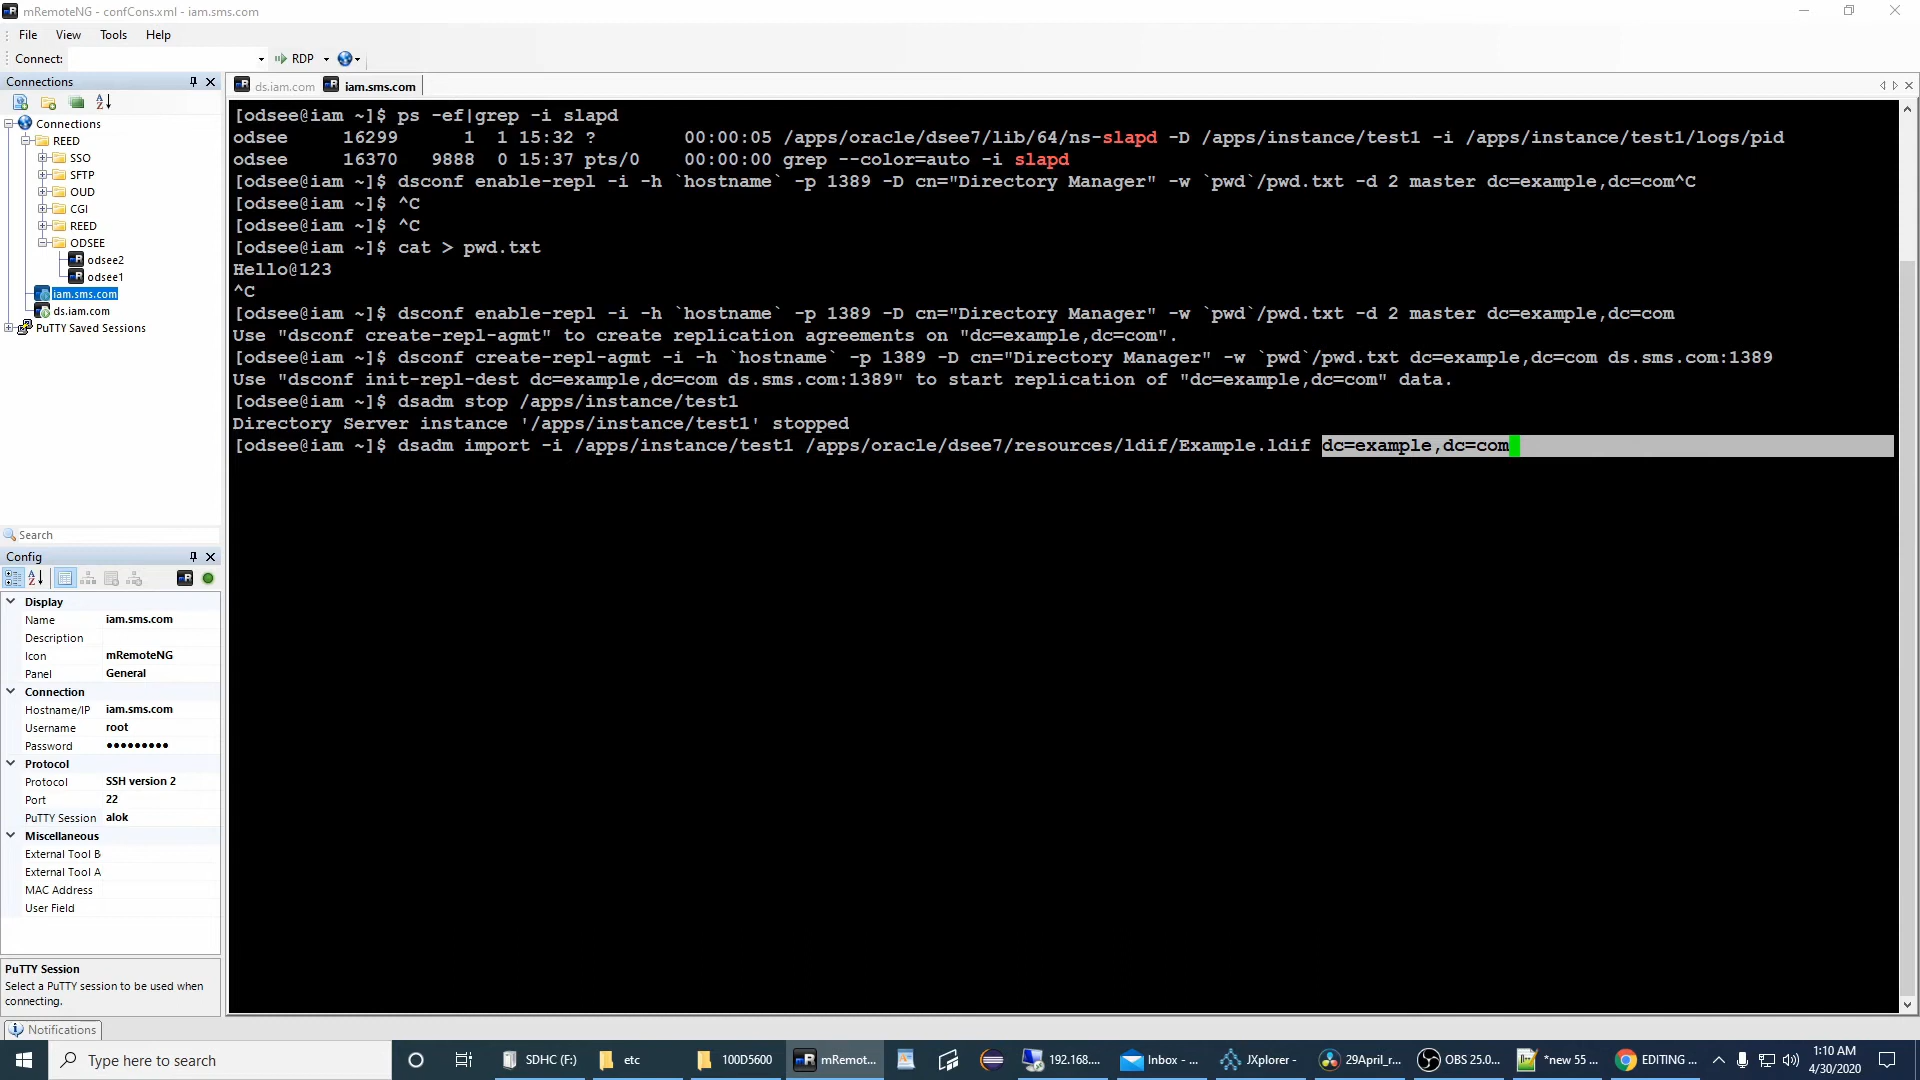 mRemoteNG - confCons.xml - iam.sms.com
File View Tools Help
Connect: RDP
Connections
ds.iam.com iam.sms.com
Connections
REED
SSO
SFTP
OUD
CGI
REED
ODSEE
odsee2
odsee1
iam.sms.com
ds.iam.com
PuTTY Saved Sessions
Search
Config
Display
Name iam.sms.com
Description
Icon mRemoteNG
Panel General
Connection
Hostname/IP iam.sms.com
Username root
Password ●●●●●●●●●
Protocol
Protocol SSH version 2
Port 22
PuTTY Session alok
Miscellaneous
External Tool B
External Tool A
MAC Address
User Field
PuTTY Session
Select a PuTTY session to be used when
connecting.
Notifications
[odsee@iam ~]$ ps -ef|grep -i slapd
odsee 16299 1 1 15:32 ? 00:00:05 /apps/oracle/dsee7/lib/64/ns-slapd -D /apps/instance/test1 -i /apps/instance/test1/logs/pid
odsee 16370 9888 0 15:37 pts/0 00:00:00 grep --color=auto -i slapd
[odsee@iam ~]$ dsconf enable-repl -i -h `hostname` -p 1389 -D cn="Directory Manager" -w `pwd`/pwd.txt -d 2 master dc=example,dc=com^C
[odsee@iam ~]$ ^C
[odsee@iam ~]$ ^C
[odsee@iam ~]$ cat > pwd.txt
Hello@123
^C
[odsee@iam ~]$ dsconf enable-repl -i -h `hostname` -p 1389 -D cn="Directory Manager" -w `pwd`/pwd.txt -d 2 master dc=example,dc=com
Use "dsconf create-repl-agmt" to create replication agreements on "dc=example,dc=com".
[odsee@iam ~]$ dsconf create-repl-agmt -i -h `hostname` -p 1389 -D cn="Directory Manager" -w `pwd`/pwd.txt dc=example,dc=com ds.sms.com:1389
Use "dsconf init-repl-dest dc=example,dc=com ds.sms.com:1389" to start replication of "dc=example,dc=com" data.
[odsee@iam ~]$ dsadm stop /apps/instance/test1
Directory Server instance '/apps/instance/test1' stopped
[odsee@iam ~]$ dsadm import -i /apps/instance/test1 /apps/oracle/dsee7/resources/ldif/Example.ldif dc=example,dc=com
Type here to search
SDHC (F:) etc 100D5600 mRemot... 192.168.... Inbox - ... JXplorer - 29April_r... OBS 25.0... *new 55 ... EDITING ...
1:10 AM
4/30/2020